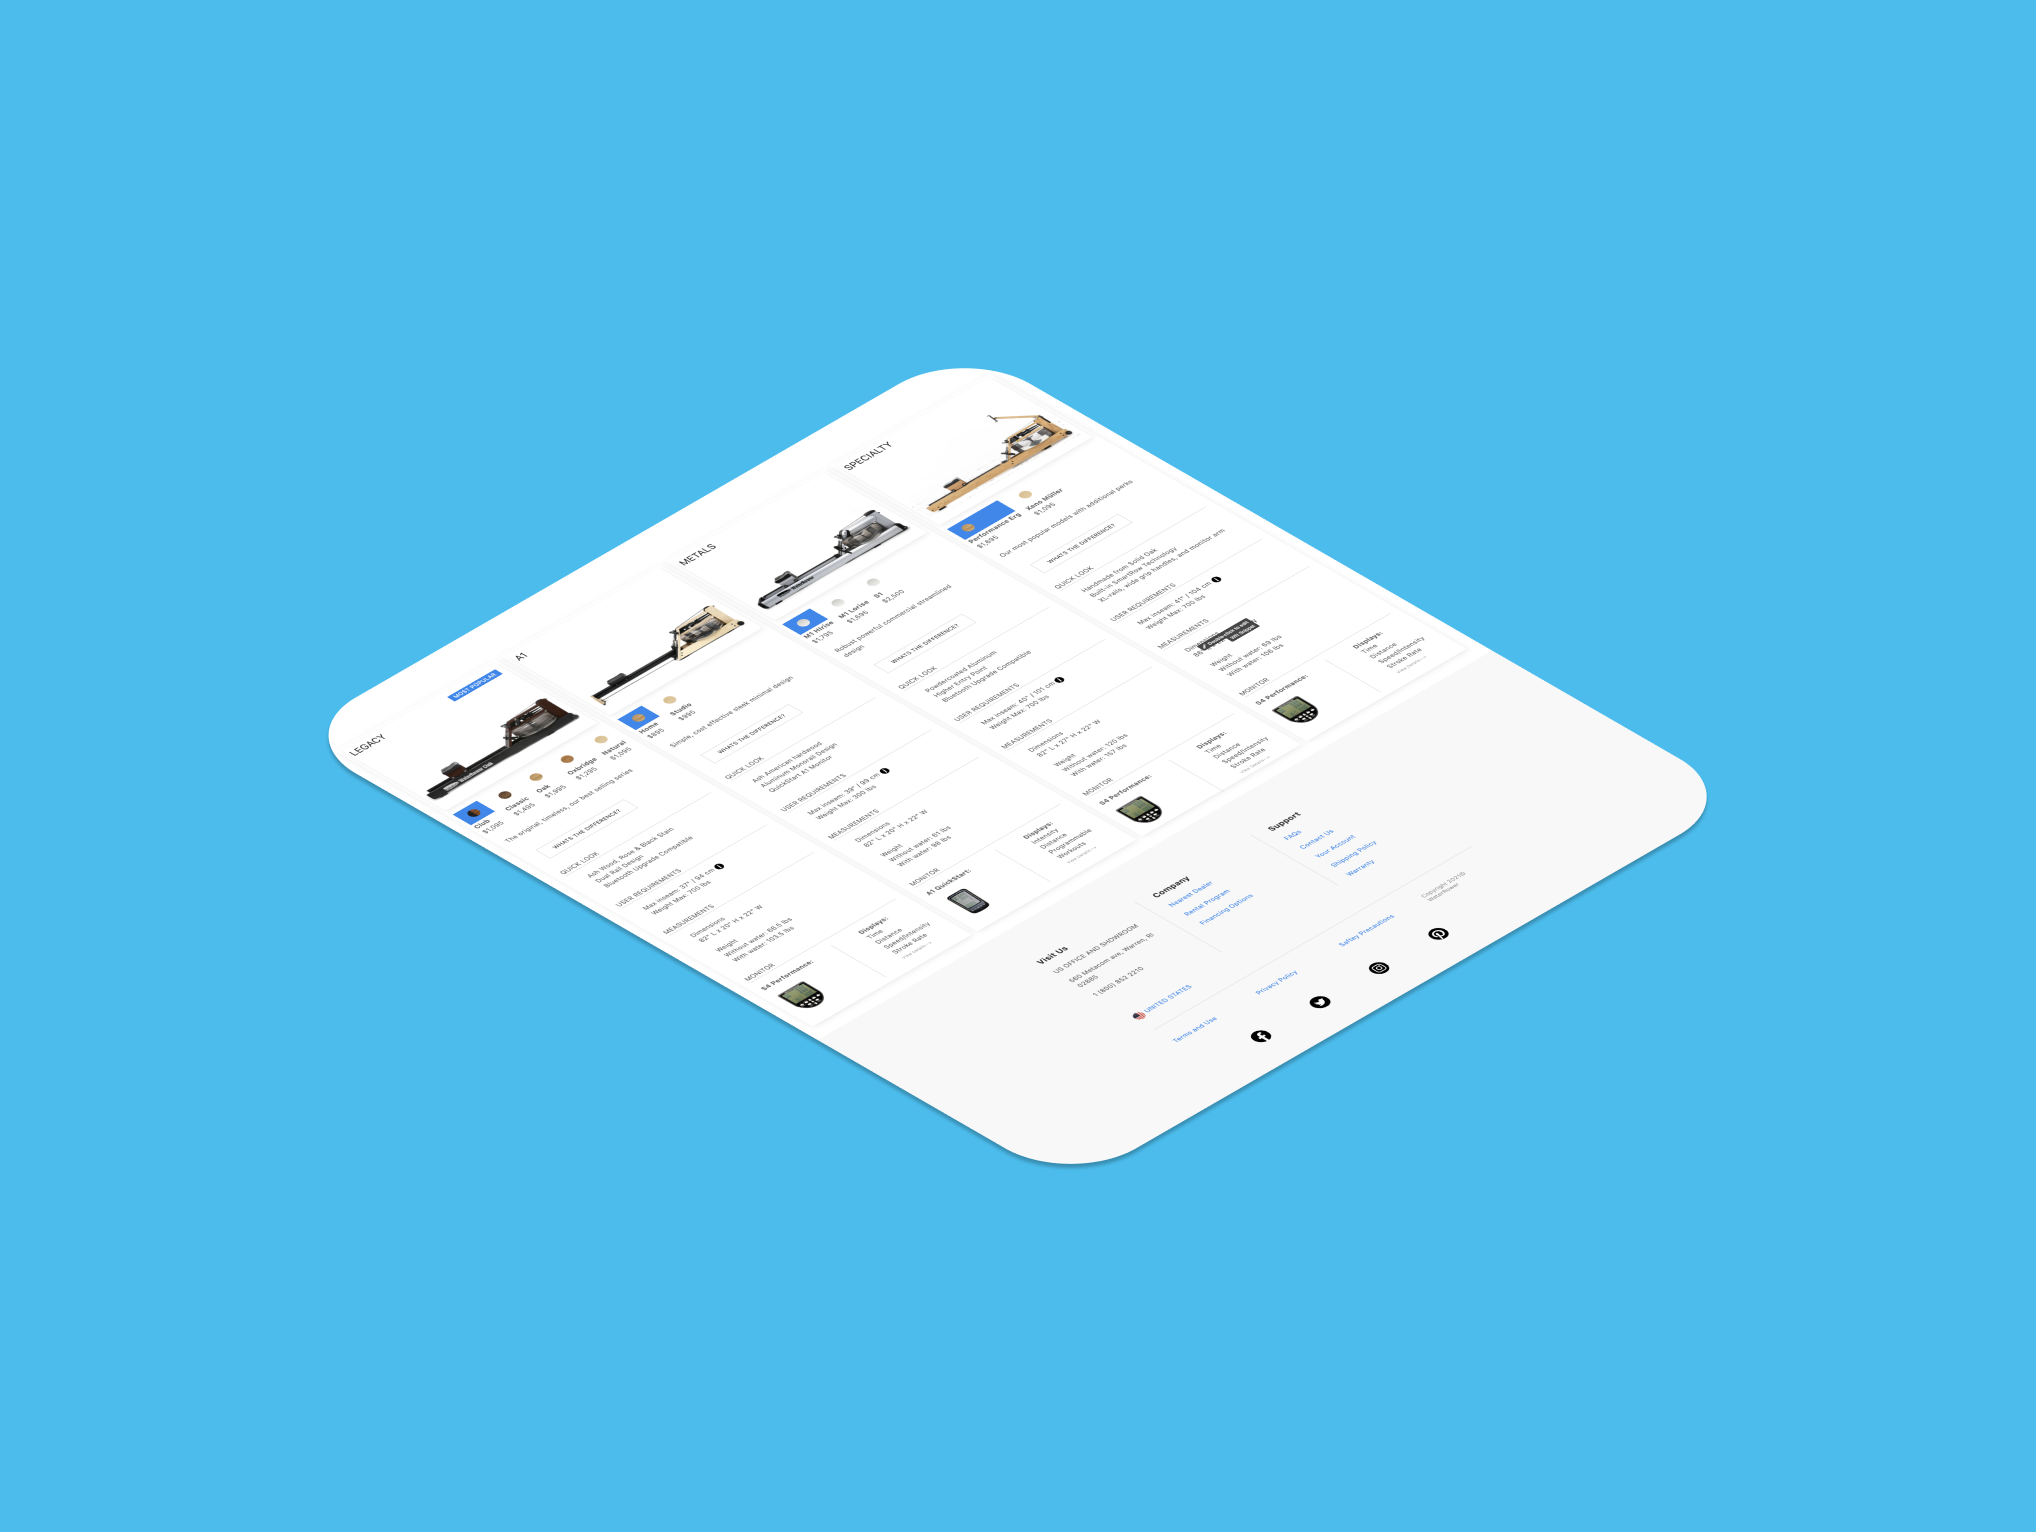 LEGACY
MOST POPULAR
Club
$1,095
Classic
$1,495
Oak
$1,995
Oxbridge
$1,295
Natural
$1,095
The original, timeless, our best selling series
WHATS THE DIFFERENCE?
QUICK LOOK
Ash Wood, Rose & Black Stain
Dual Rail Design
Bluetooth Upgrade Compatible
USER REQUIREMENTS
Max inseam: 37" / 94 cm
Weight Max: 700 lbs
MEASUREMENTS
Dimensions
82" L x 20" H x 22" W
Weight
Without water: 66.5 lbs
With water: 103.5 lbs
MONITOR
S4 Performance:
Displays:
Time
Distance
Speed/Intensity
Stroke Rate
A1
Home
$895
Studio
$995
Simple, cost effective sleek minimal design
WHATS THE DIFFERENCE?
QUICK LOOK
Ash American Hardwood
Aluminum Monorail Design
QuickStart A1 Monitor
USER REQUIREMENTS
Max inseam: 39" / 99 cm
Weight Max: 300 lbs
MEASUREMENTS
Dimensions
82" L x 20" H x 22" W
Weight
Without water: 61 lbs
With water: 98 lbs
MONITOR
A1 QuickStart:
Displays:
Intensity
Distance
Programmable
Workouts
METALS
M1 Hirise
$1,795
M1 Lorise
$1,695
S1
$2,500
Robust powerful commercial streamlined
design
WHATS THE DIFFERENCE?
QUICK LOOK
Powdercoated Aluminum
Higher Entry Point
Bluetooth Upgrade Compatible
USER REQUIREMENTS
Max inseam: 40" / 101 cm
Weight Max: 700 lbs
MEASUREMENTS
Dimensions
82" L x 27" H x 22" W
Weight
Without water: 120 lbs
With water: 157 lbs
MONITOR
S4 Performance:
Displays:
Time
Distance
Speed/Intensity
Stroke Rate
SPECIALTY
Performance Erg
$1,695
Xeno Müller
$1,095
Our most popular models with additional perks
WHATS THE DIFFERENCE?
QUICK LOOK
Handmade from Solid Oak
Built-in SmartRow Technology
XL-rails, wide grip handles, and monitor arm
USER REQUIREMENTS
Max inseam: 41" / 104 cm
Weight Max: 700 lbs
MEASUREMENTS
Weight
Without water: 69 lbs
With water: 106 lbs
MONITOR
S4 Performance:
Displays:
Time
Distance
Speed/Intensity
Stroke Rate
Visit Us
US OFFICE AND SHOWROOM
560 Metacom ave, Warren, RI
02885
1 (800) 852 2210
UNITED STATES
Company
Nearest Dealer
Rental Program
Financing Options
Support
FAQs
Contact Us
Your Account
Shipping Policy
Warranty
Terms and Use
Privacy Policy
Saftey Precautions
Copyright 2021©
WaterRower